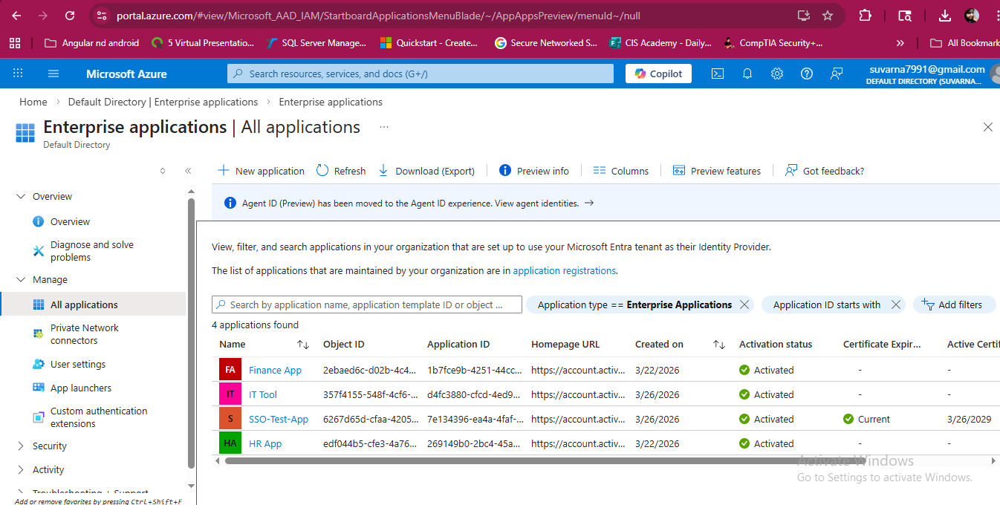 portal.azure.com/#view/Microsoft_AAD_IAM/StartboardApplicationsMenuBlade/~/AppAppsPreview/menuId~/null
Angular nd android
5 Virtual Presentatio...
SQL Server Manage...
Quickstart - Create...
Secure Networked S...
CIS Academy - Daily...
CompTIA Security+...
»
All Bookmark
Microsoft Azure
Search resources, services, and docs (G+/)
Copilot
suvarna7991@gmail.com
DEFAULT DIRECTORY (SUVARNA...
Home > Default Directory | Enterprise applications > Enterprise applications
Enterprise applications | All applications ...
Default Directory
Overview
Overview
Diagnose and solve
problems
Manage
All applications
Private Network
connectors
User settings
App launchers
Custom authentication
extensions
Security
Activity
Troubleshooting + Support
Add or remove favorites by pressing Ctrl+Shift+F
New application Refresh Download (Export) Preview info Columns Preview features Got feedback?
Agent ID (Preview) has been moved to the Agent ID experience. View agent identities. →
View, filter, and search applications in your organization that are set up to use your Microsoft Entra tenant as their Identity Provider.
The list of applications that are maintained by your organization are in application registrations.
Search by application name, application template ID or object ...
Application type == Enterprise Applications
Application ID starts with
Add filters
4 applications found
Name Object ID Application ID Homepage URL Created on Activation status Certificate Expir... Active Certif
FA Finance App 2ebaed6c-d02b-4c4... 1b7fce9b-4251-44cc... https://account.activ... 3/22/2026 Activated - -
IT IT Tool 357f4155-548f-4cf6-... d4fc3880-cfcd-4ed9... https://account.activ... 3/26/2026 Activated - -
S SSO-Test-App 6267d65d-cfaa-4205... 7e134396-ea4a-4faf-... https://account.activ... 3/26/2026 Activated Current 3/26/2029
HA HR App edf044b5-cfe3-4a76... 269149b0-2bc4-45a... https://account.activ... 3/22/2026 Activated - -
Activate Windows
Go to Settings to activate Windows.